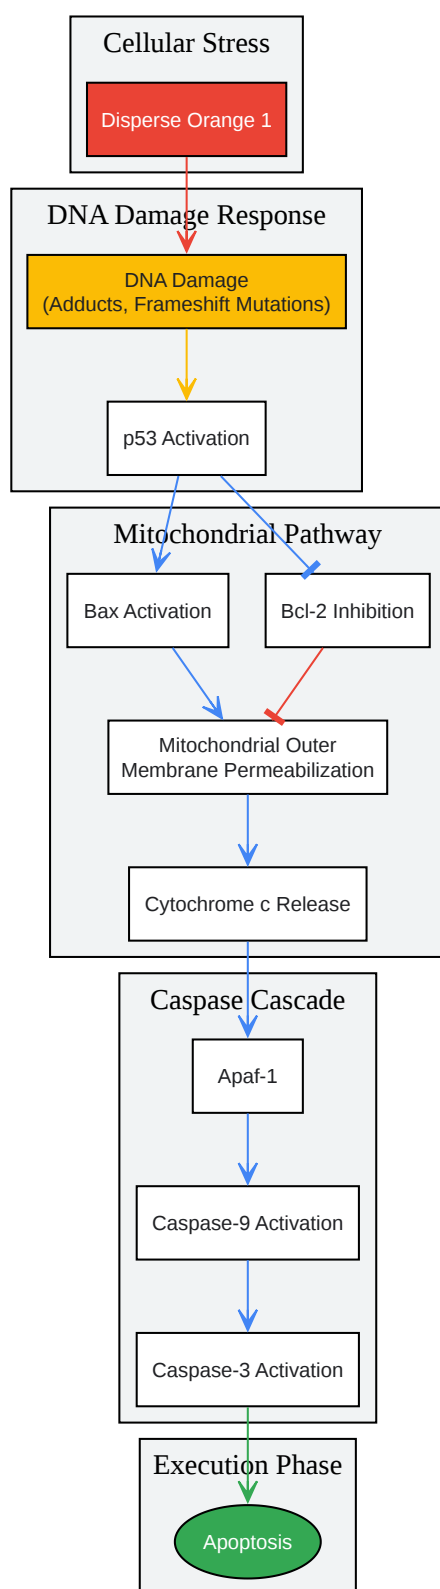 Cellular Stress
Disperse Orange 1
DNA Damage Response
DNA Damage
(Adducts, Frameshift Mutations)
p53 Activation
Mitochondrial Pathway
Bax Activation
Bcl-2 Inhibition
Mitochondrial Outer
Membrane Permeabilization
Cytochrome c Release
Caspase Cascade
Apaf-1
Caspase-9 Activation
Caspase-3 Activation
Execution Phase
Apoptosis